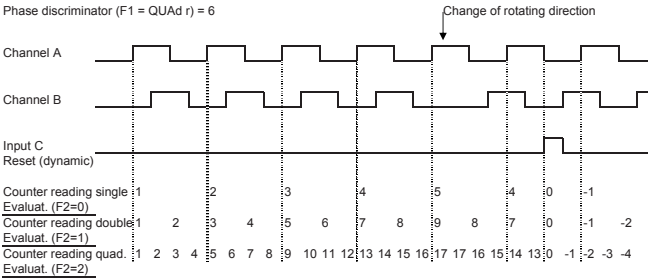 Phase discriminator (F1 = QUAd r) = 6
Change of rotating direction
Channel A
Channel B
Input C
Reset (dynamic)
Counter reading single 1 2 3 4 5 4 0 -1
Evaluat. (F2=0)
Counter reading double 1 2 3 4 5 6 7 8 9 8 7 0 -1 -2
Evaluat. (F2=1)
Counter reading quad. 1 2 3 4 5 6 7 8 9 10 11 12 13 14 15 16 17 17 16 15 14 13 0 -1 -2 -3 -4
Evaluat. (F2=2)